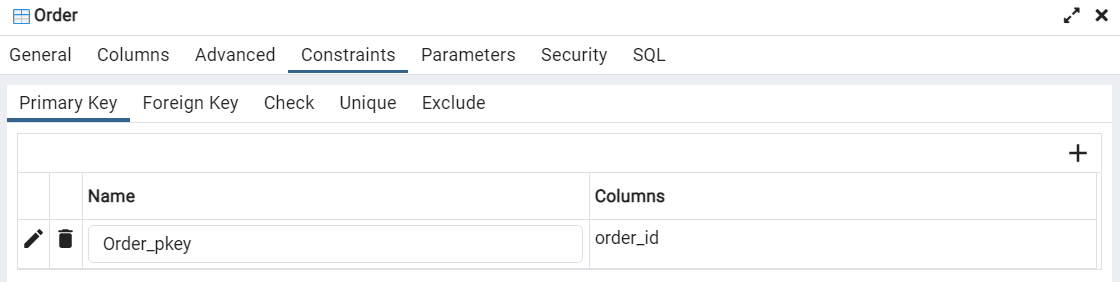 Order
General Columns Advanced Constraints Parameters Security SQL
Primary Key Foreign Key Check Unique Exclude
Name Columns
Order_pkey order_id